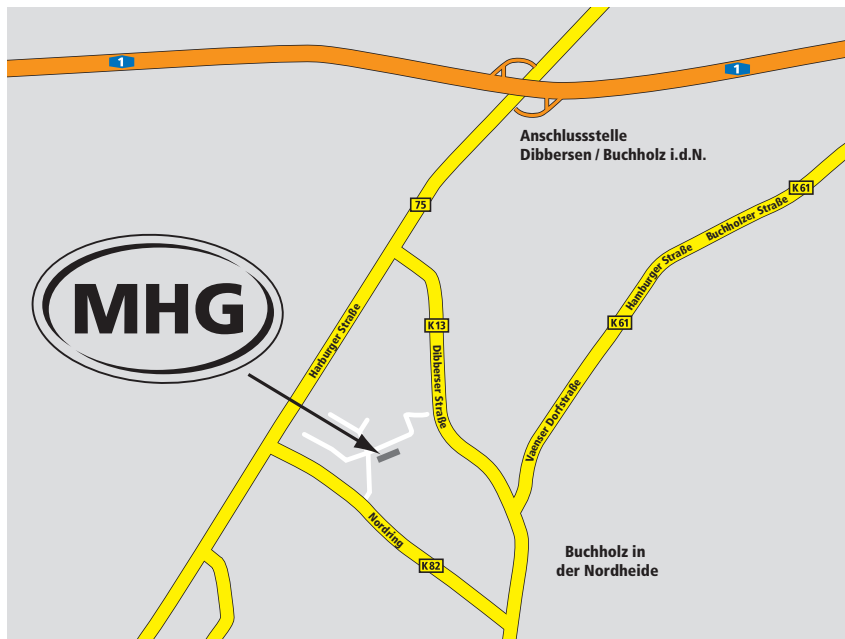 1
1
Anschlussstelle
Dibbersen / Buchholz i.d.N.
K61
75
Buchholzer Straße
Hamburger Straße
MHG
Harburger Straße
K13
K61
Dibberser Straße
Vaenser Dorfstraße
Nordring
K82
Buchholz in
der Nordheide